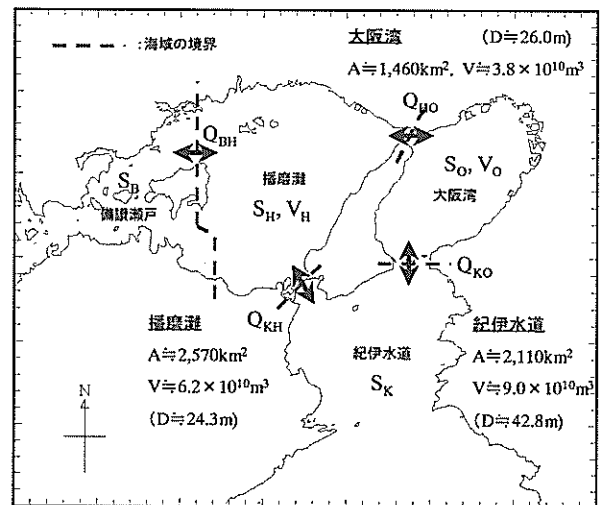 :海域の境界
大阪湾 (D≒26.0m)
A≒1,460km², V≒3.8×10¹⁰m³
Q_HO
Q_BH
S_B
備讃瀬戸
播磨灘
S_H, V_H
S_O, V_O
大阪湾
Q_KO
Q_KH
播磨灘
A≒2,570km²
V≒6.2×10¹⁰m³
(D≒24.3m)
紀伊水道
S_K
紀伊水道
A≒2,110km²
V≒9.0×10¹⁰m³
(D≒42.8m)
N